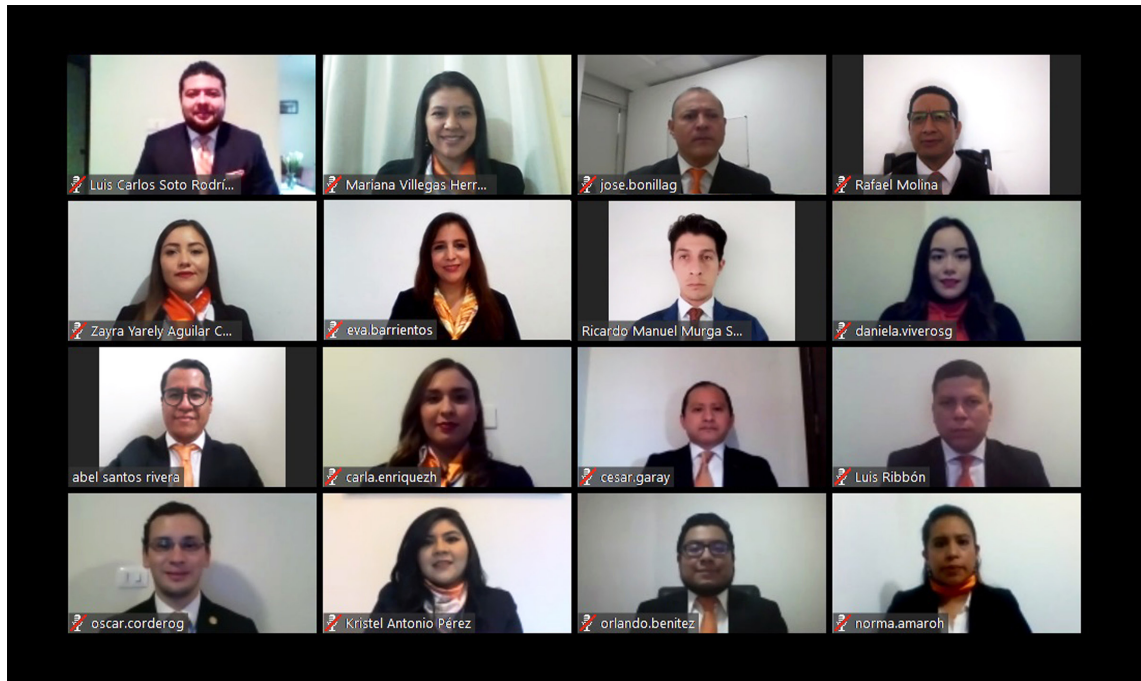 Luis Carlos Soto Rodrí...
Mariana Villegas Herr...
jose.bonillag
Rafael Molina
Zayra Yarely Aguilar C...
eva.barrientos
Ricardo Manuel Murga S...
daniela.viverosg
abel santos rivera
carla.enriquezh
cesar.garay
Luis Ribbón
oscar.corderog
Kristel Antonio Pérez
orlando.benitez
norma.amaroh